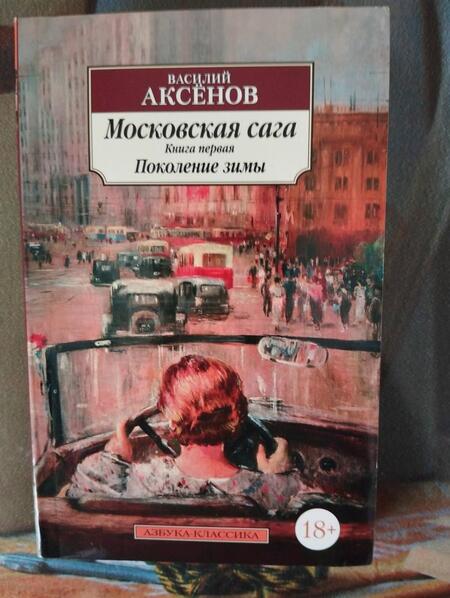 ВАСИЛИЙ
АКСЁНОВ
Московская сага
Книга первая
Поколение зимы
АЗБУКА-КЛАССИКА
18+